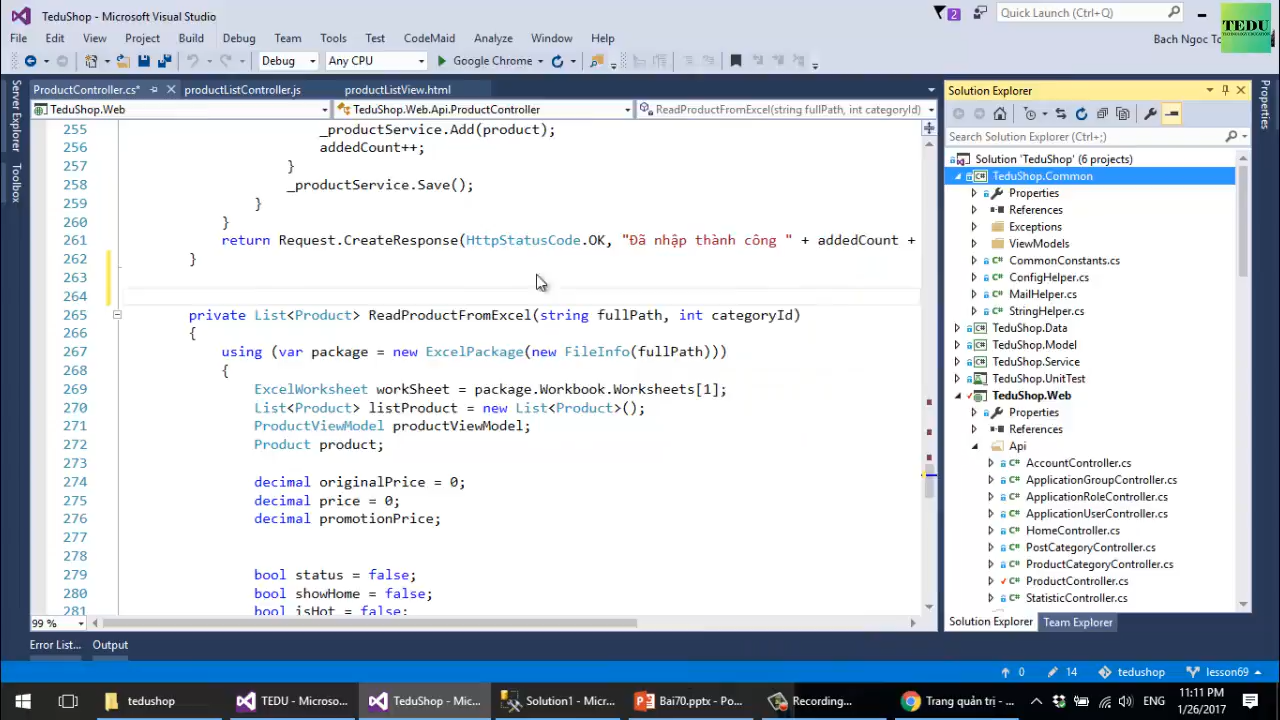 TeduShop - Microsoft Visual Studio
2
Quick Launch (Ctrl+Q)
TEDU
File Edit View Project Build Debug Team Tools Test CodeMaid Analyze Window Help
Bach Ngoc To
Debug Any CPU Google Chrome
Server Explorer
Toolbox
ProductController.cs* productListController.js productListView.html
TeduShop.Web TeduShop.Web.Api.ProductController ReadProductFromExcel(string fullPath, int categoryId)
255 _productService.Add(product);
256 addedCount++;
257 }
258 _productService.Save();
259 }
260 }
261 return Request.CreateResponse(HttpStatusCode.OK, "Đã nhập thành công " + addedCount +
262 }
263
264
265 private List<Product> ReadProductFromExcel(string fullPath, int categoryId)
266 {
267 using (var package = new ExcelPackage(new FileInfo(fullPath)))
268 {
269 ExcelWorksheet workSheet = package.Workbook.Worksheets[1];
270 List<Product> listProduct = new List<Product>();
271 ProductViewModel productViewModel;
272 Product product;
273
274 decimal originalPrice = 0;
275 decimal price = 0;
276 decimal promotionPrice;
277
278
279 bool status = false;
280 bool showHome = false;
281 bool isHot = false;
99 %
Solution Explorer
Search Solution Explorer (Ctrl+;)
Solution 'TeduShop' (6 projects)
TeduShop.Common
Properties
References
Exceptions
ViewModels
CommonConstants.cs
ConfigHelper.cs
MailHelper.cs
StringHelper.cs
TeduShop.Data
TeduShop.Model
TeduShop.Service
TeduShop.UnitTest
TeduShop.Web
Properties
References
Api
AccountController.cs
ApplicationGroupController.cs
ApplicationRoleController.cs
ApplicationUserController.cs
HomeController.cs
PostCategoryController.cs
ProductCategoryController.cs
ProductController.cs
StatisticController.cs
Solution Explorer Team Explorer
Properties
Error List... Output
0 14 tedushop lesson69
tedushop TEDU - Microso... TeduShop - Mic... Solution1 - Micr... Bai70.pptx - Po... Recording... Trang quản trị - ... ENG
11:11 PM
1/26/2017